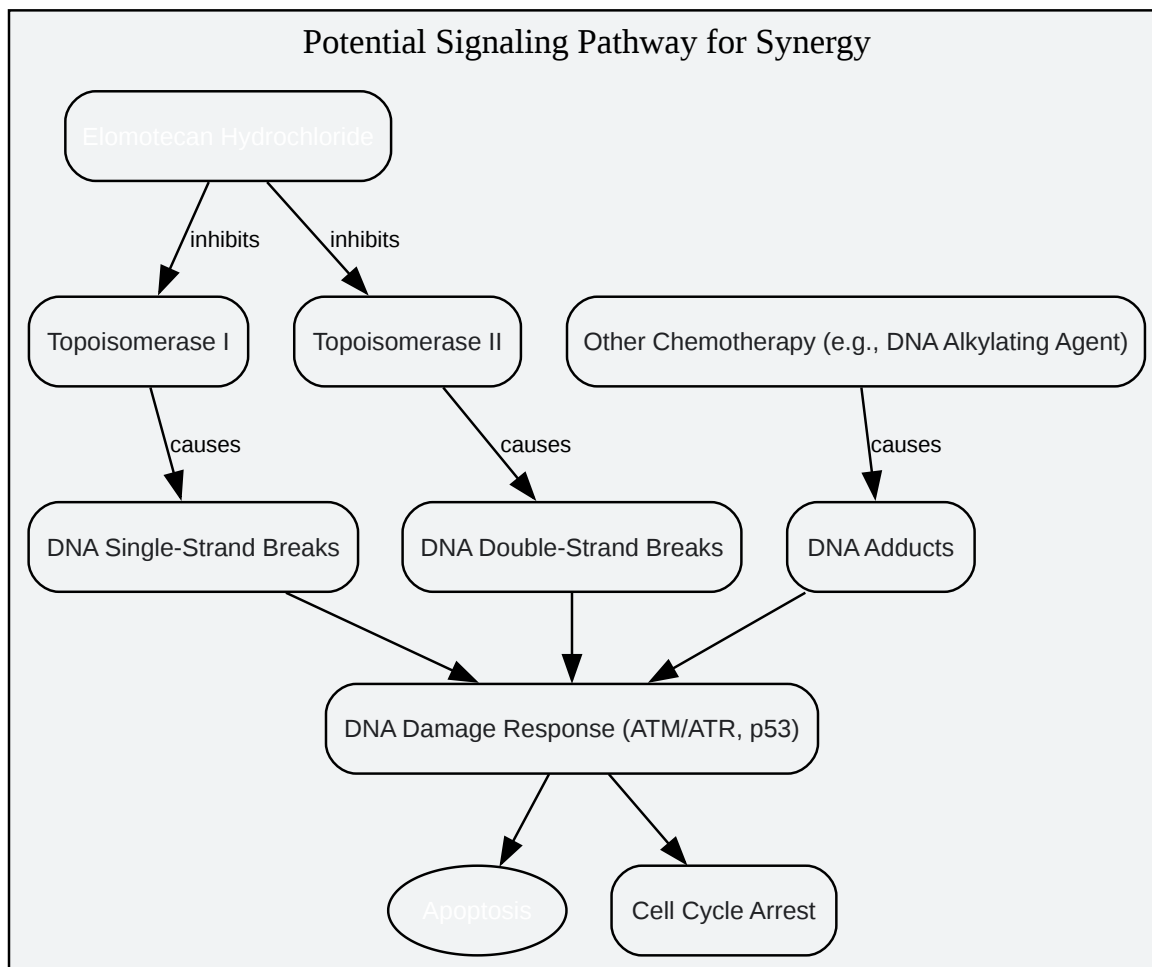 Potential Signaling Pathway for Synergy
Elomotecan Hydrochloride
inhibits
inhibits
Topoisomerase I
Topoisomerase II
Other Chemotherapy (e.g., DNA Alkylating Agent)
causes
causes
causes
DNA Single-Strand Breaks
DNA Double-Strand Breaks
DNA Adducts
DNA Damage Response (ATM/ATR, p53)
Apoptosis
Cell Cycle Arrest